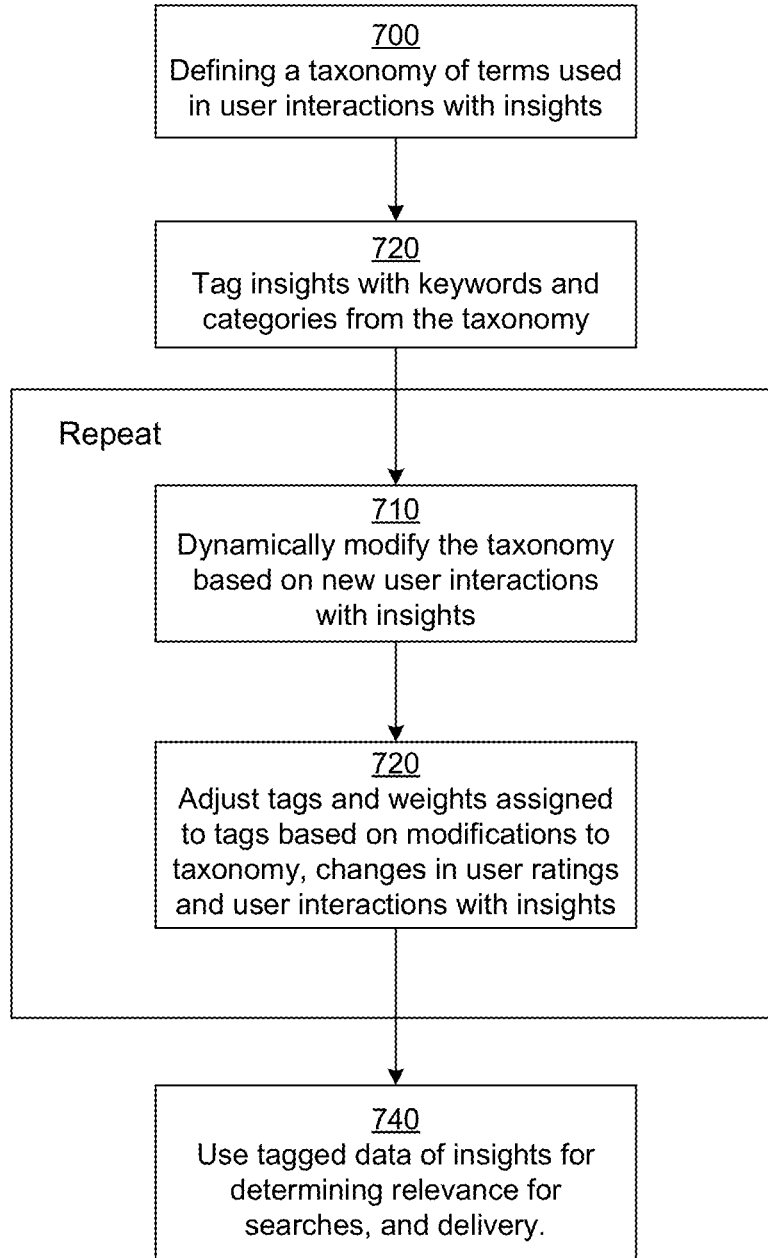 700
Defining a taxonomy of terms used
in user interactions with insights
720
Tag insights with keywords and
categories from the taxonomy
Repeat
710
Dynamically modify the taxonomy
based on new user interactions
with insights
720
Adjust tags and weights assigned
to tags based on modifications to
taxonomy, changes in user ratings
and user interactions with insights
740
Use tagged data of insights for
determining relevance for
searches, and delivery.